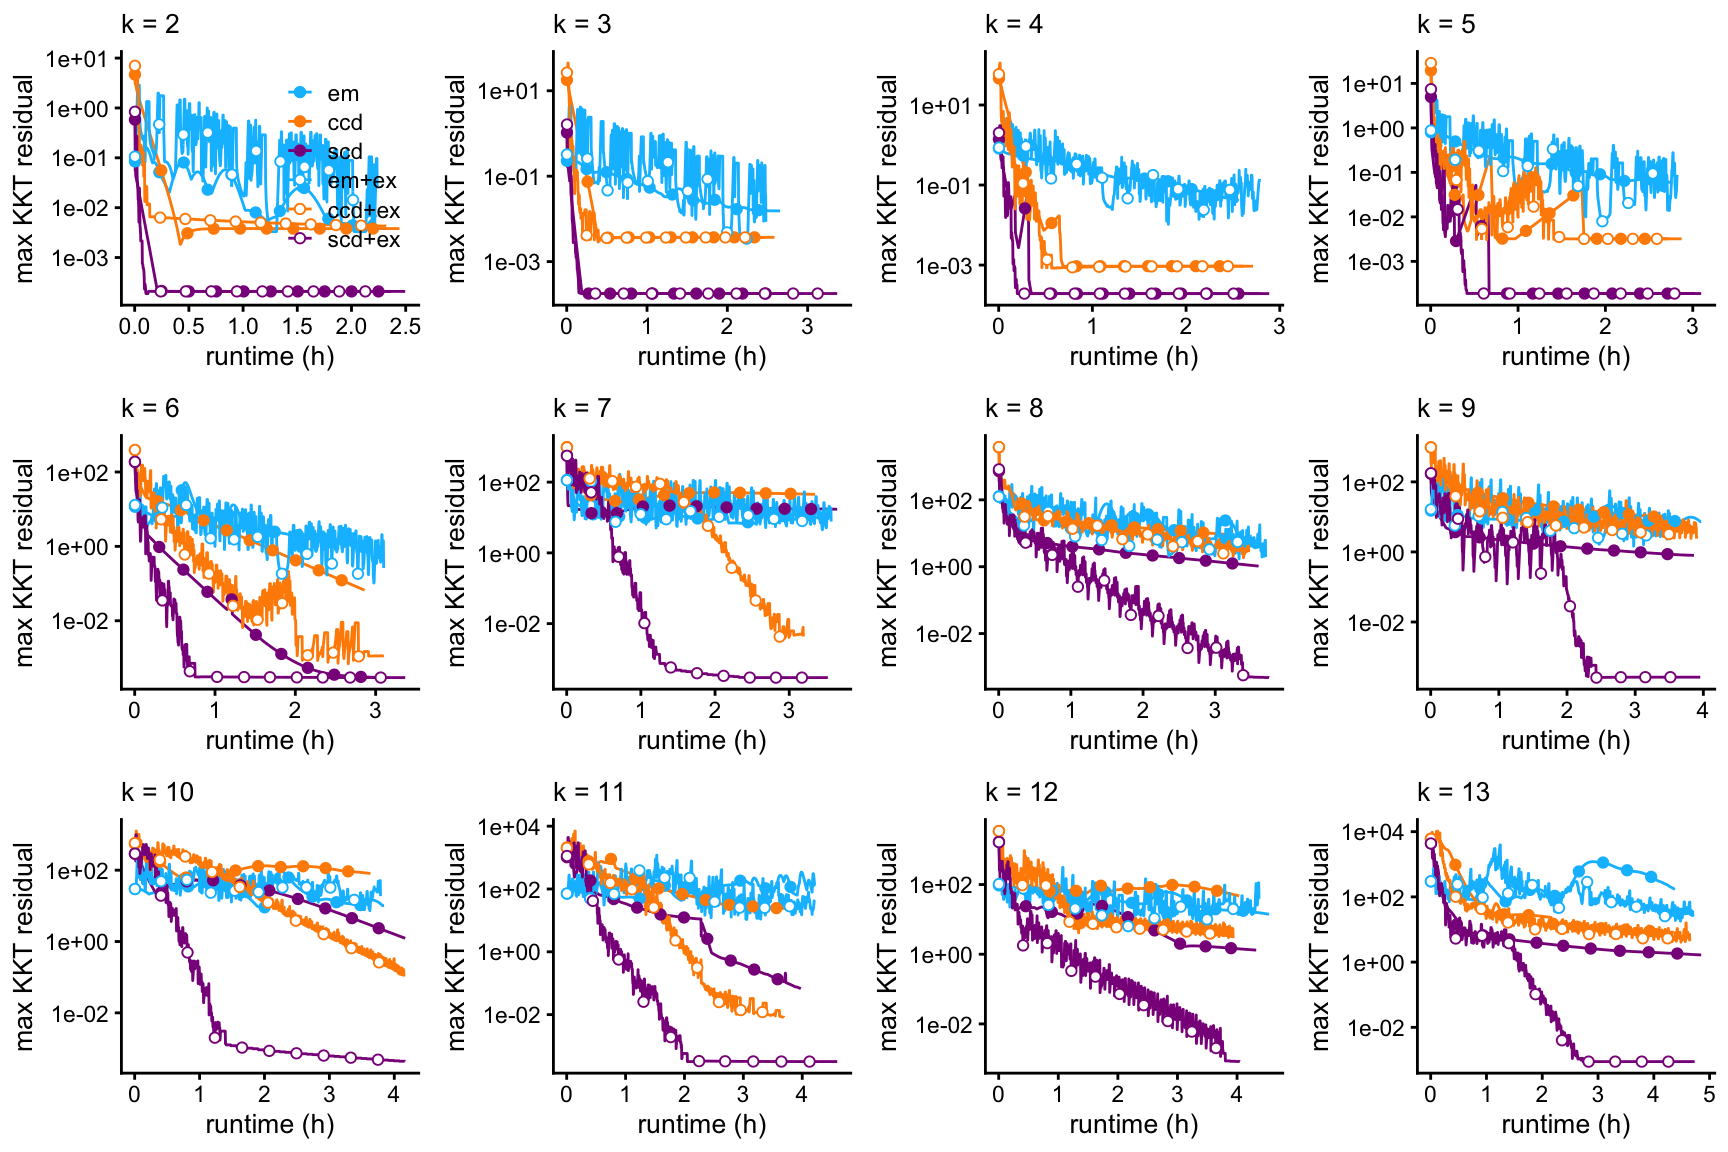 k = 2
k = 3
k = 4
k = 5
max KKT residual
1e+01
1e+00
1e-01
1e-02
1e-03
em
ccd
scd
em+ex
ccd+ex
scd+ex
0.0 0.5 1.0 1.5 2.0 2.5
runtime (h)
max KKT residual
1e+01
1e-01
1e-03
0 1 2 3
runtime (h)
max KKT residual
1e+01
1e-01
1e-03
0 1 2 3
runtime (h)
max KKT residual
1e+01
1e+00
1e-01
1e-02
1e-03
0 1 2 3
runtime (h)
k = 6
k = 7
k = 8
k = 9
max KKT residual
1e+02
1e+00
1e-02
0 1 2 3
runtime (h)
max KKT residual
1e+02
1e+00
1e-02
0 1 2 3
runtime (h)
max KKT residual
1e+02
1e+00
1e-02
0 1 2 3
runtime (h)
max KKT residual
1e+02
1e+00
1e-02
0 1 2 3 4
runtime (h)
k = 10
k = 11
k = 12
k = 13
max KKT residual
1e+02
1e+00
1e-02
0 1 2 3 4
runtime (h)
max KKT residual
1e+04
1e+02
1e+00
1e-02
0 1 2 3 4
runtime (h)
max KKT residual
1e+02
1e+00
1e-02
0 1 2 3 4
runtime (h)
max KKT residual
1e+04
1e+02
1e+00
1e-02
0 1 2 3 4 5
runtime (h)